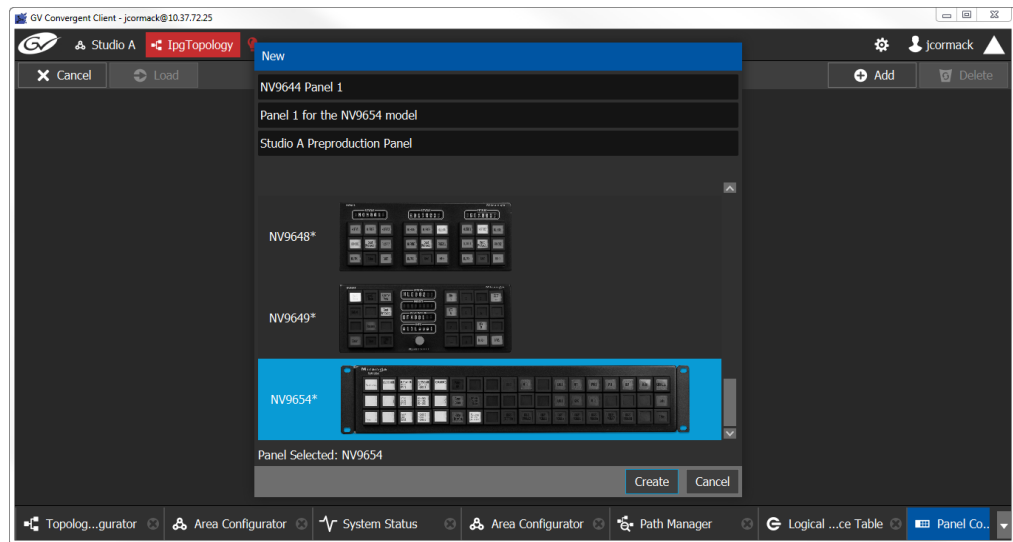 GV Convergent Client - jcormack@10.37.72.25
GV Studio A IpgTopology jcormack
New
Cancel Load Add Delete
NV9644 Panel 1
Panel 1 for the NV9654 model
Studio A Preproduction Panel
NV9648*
NV9649*
NV9654*
Panel Selected: NV9654
Create Cancel
Topolog...gurator Area Configurator System Status Area Configurator Path Manager Logical ...ce Table Panel Co..